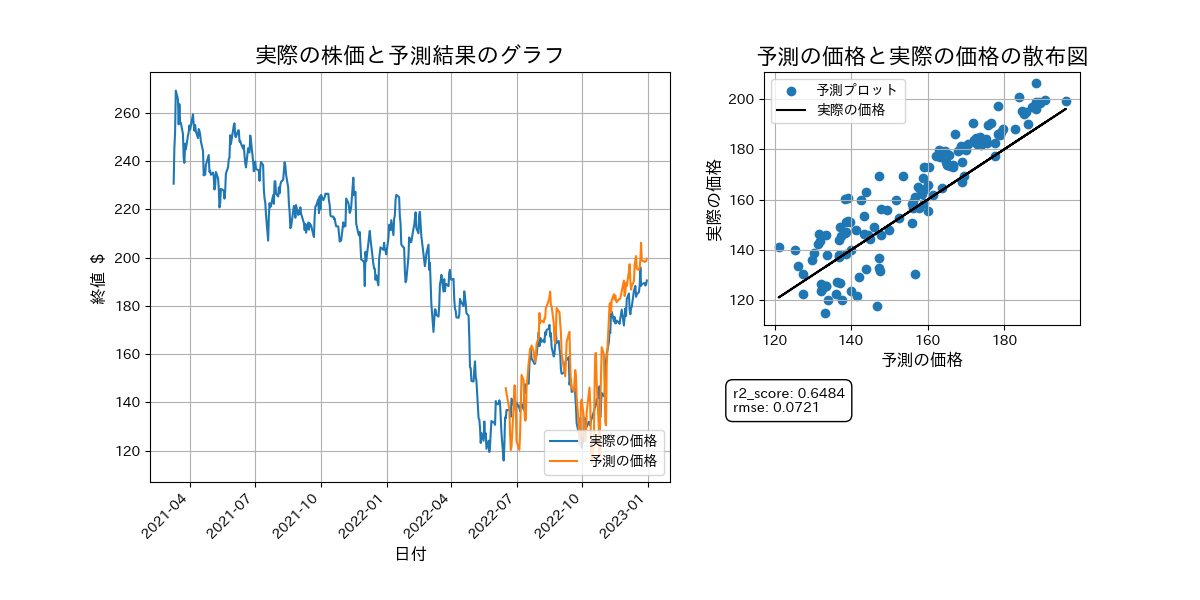 実際の株価と予測結果のグラフ
終値 $
260
240
220
200
180
160
140
120
2021-04
2021-07
2021-10
2022-01
2022-04
2022-07
2022-10
2023-01
日付
実際の価格
予測の価格
予測の価格と実際の価格の散布図
実際の価格
200
180
160
140
120
予測プロット
実際の価格
120
140
160
180
予測の価格
r2_score: 0.6484
rmse: 0.0721